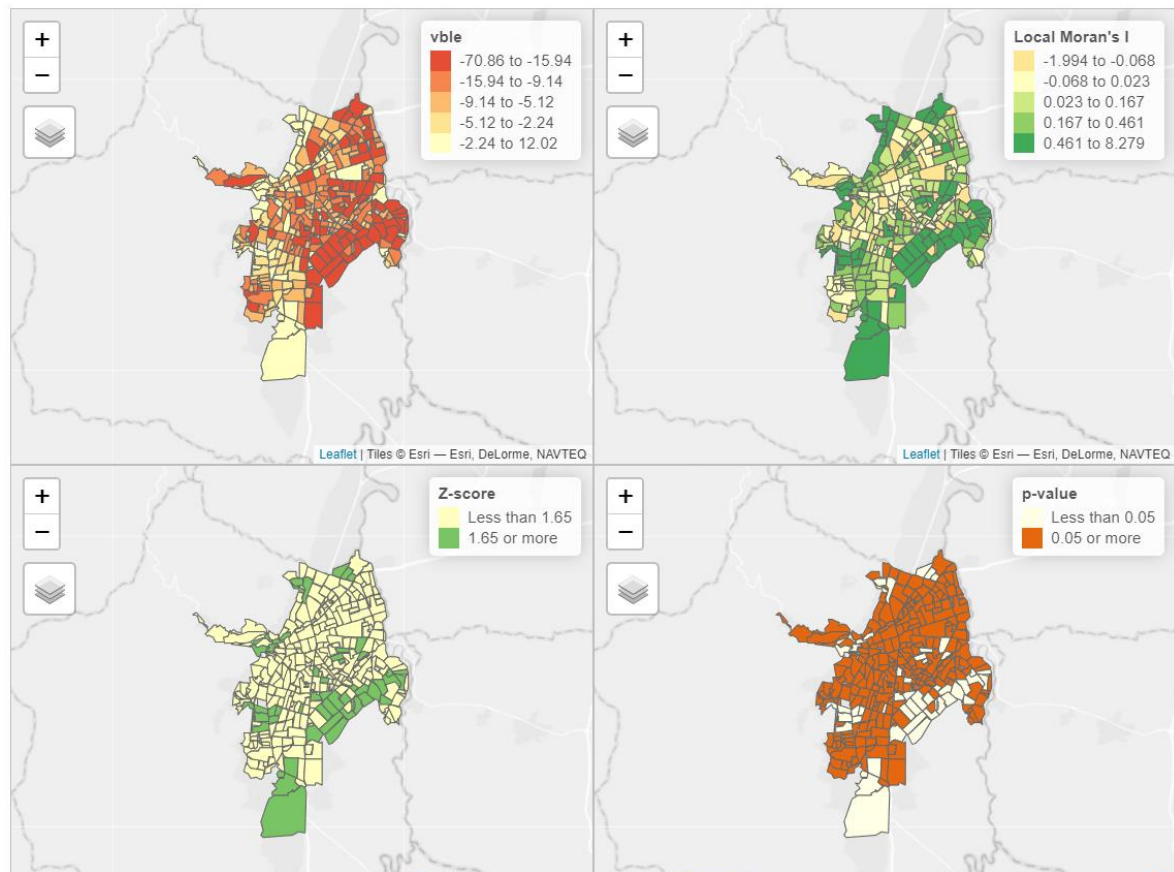 +
−
vble
-70.86 to -15.94
-15.94 to -9.14
-9.14 to -5.12
-5.12 to -2.24
-2.24 to 12.02
Leaflet | Tiles © Esri — Esri, DeLorme, NAVTEQ
+
−
Local Moran's I
-1.994 to -0.068
-0.068 to 0.023
0.023 to 0.167
0.167 to 0.461
0.461 to 8.279
Leaflet | Tiles © Esri — Esri, DeLorme, NAVTEQ
+
−
Z-score
Less than 1.65
1.65 or more
+
−
p-value
Less than 0.05
0.05 or more